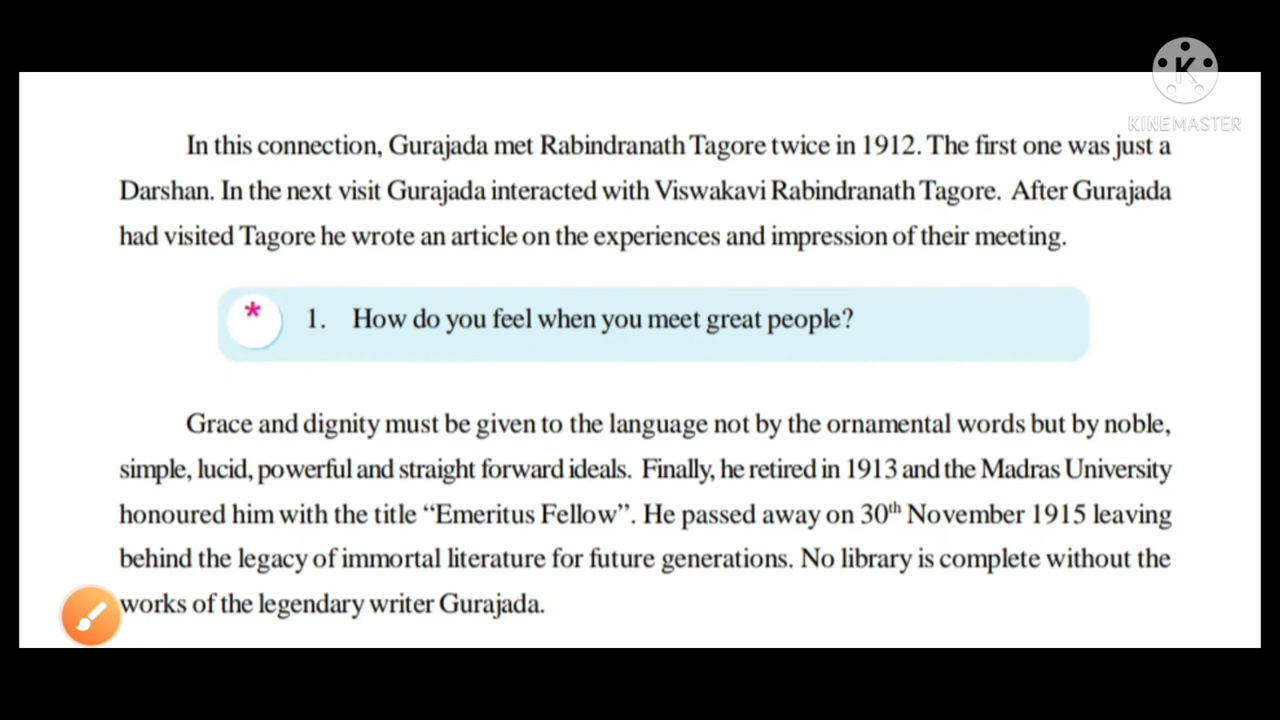 K
KINEMASTER
In this connection, Gurajada met Rabindranath Tagore twice in 1912. The first one was just a
Darshan. In the next visit Gurajada interacted with Viswakavi Rabindranath Tagore. After Gurajada
had visited Tagore he wrote an article on the experiences and impression of their meeting.
* 1. How do you feel when you meet great people?
Grace and dignity must be given to the language not by the ornamental words but by noble,
simple, lucid, powerful and straight forward ideals. Finally, he retired in 1913 and the Madras University
honoured him with the title “Emeritus Fellow”. He passed away on 30th November 1915 leaving
behind the legacy of immortal literature for future generations. No library is complete without the
works of the legendary writer Gurajada.